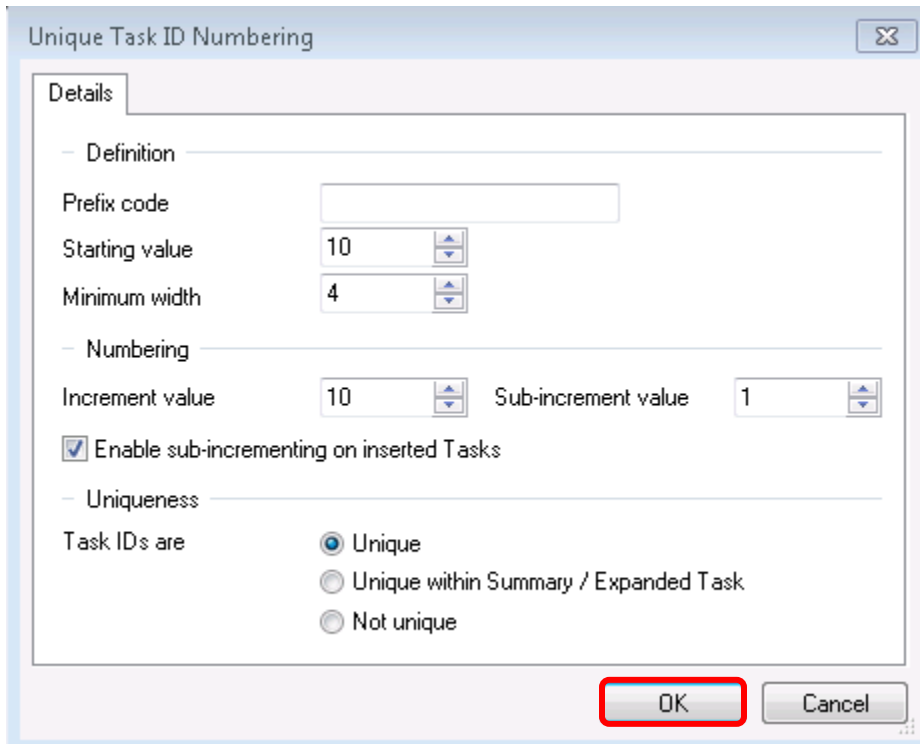 Unique Task ID Numbering
Details
Definition
Prefix code
Starting value 10
Minimum width 4
Numbering
Increment value 10 Sub-increment value 1
Enable sub-incrementing on inserted Tasks
Uniqueness
Task IDs are Unique
Unique within Summary / Expanded Task
Not unique
OK Cancel